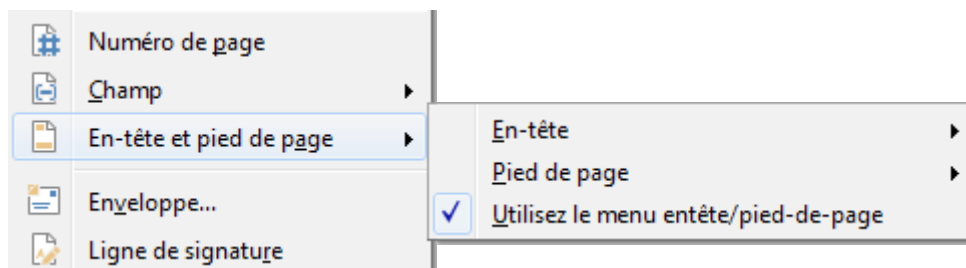 Numéro de page
Champ
En-tête et pied de page
Enveloppe...
Ligne de signature
En-tête
Pied de page
Utilisez le menu entête/pied-de-page